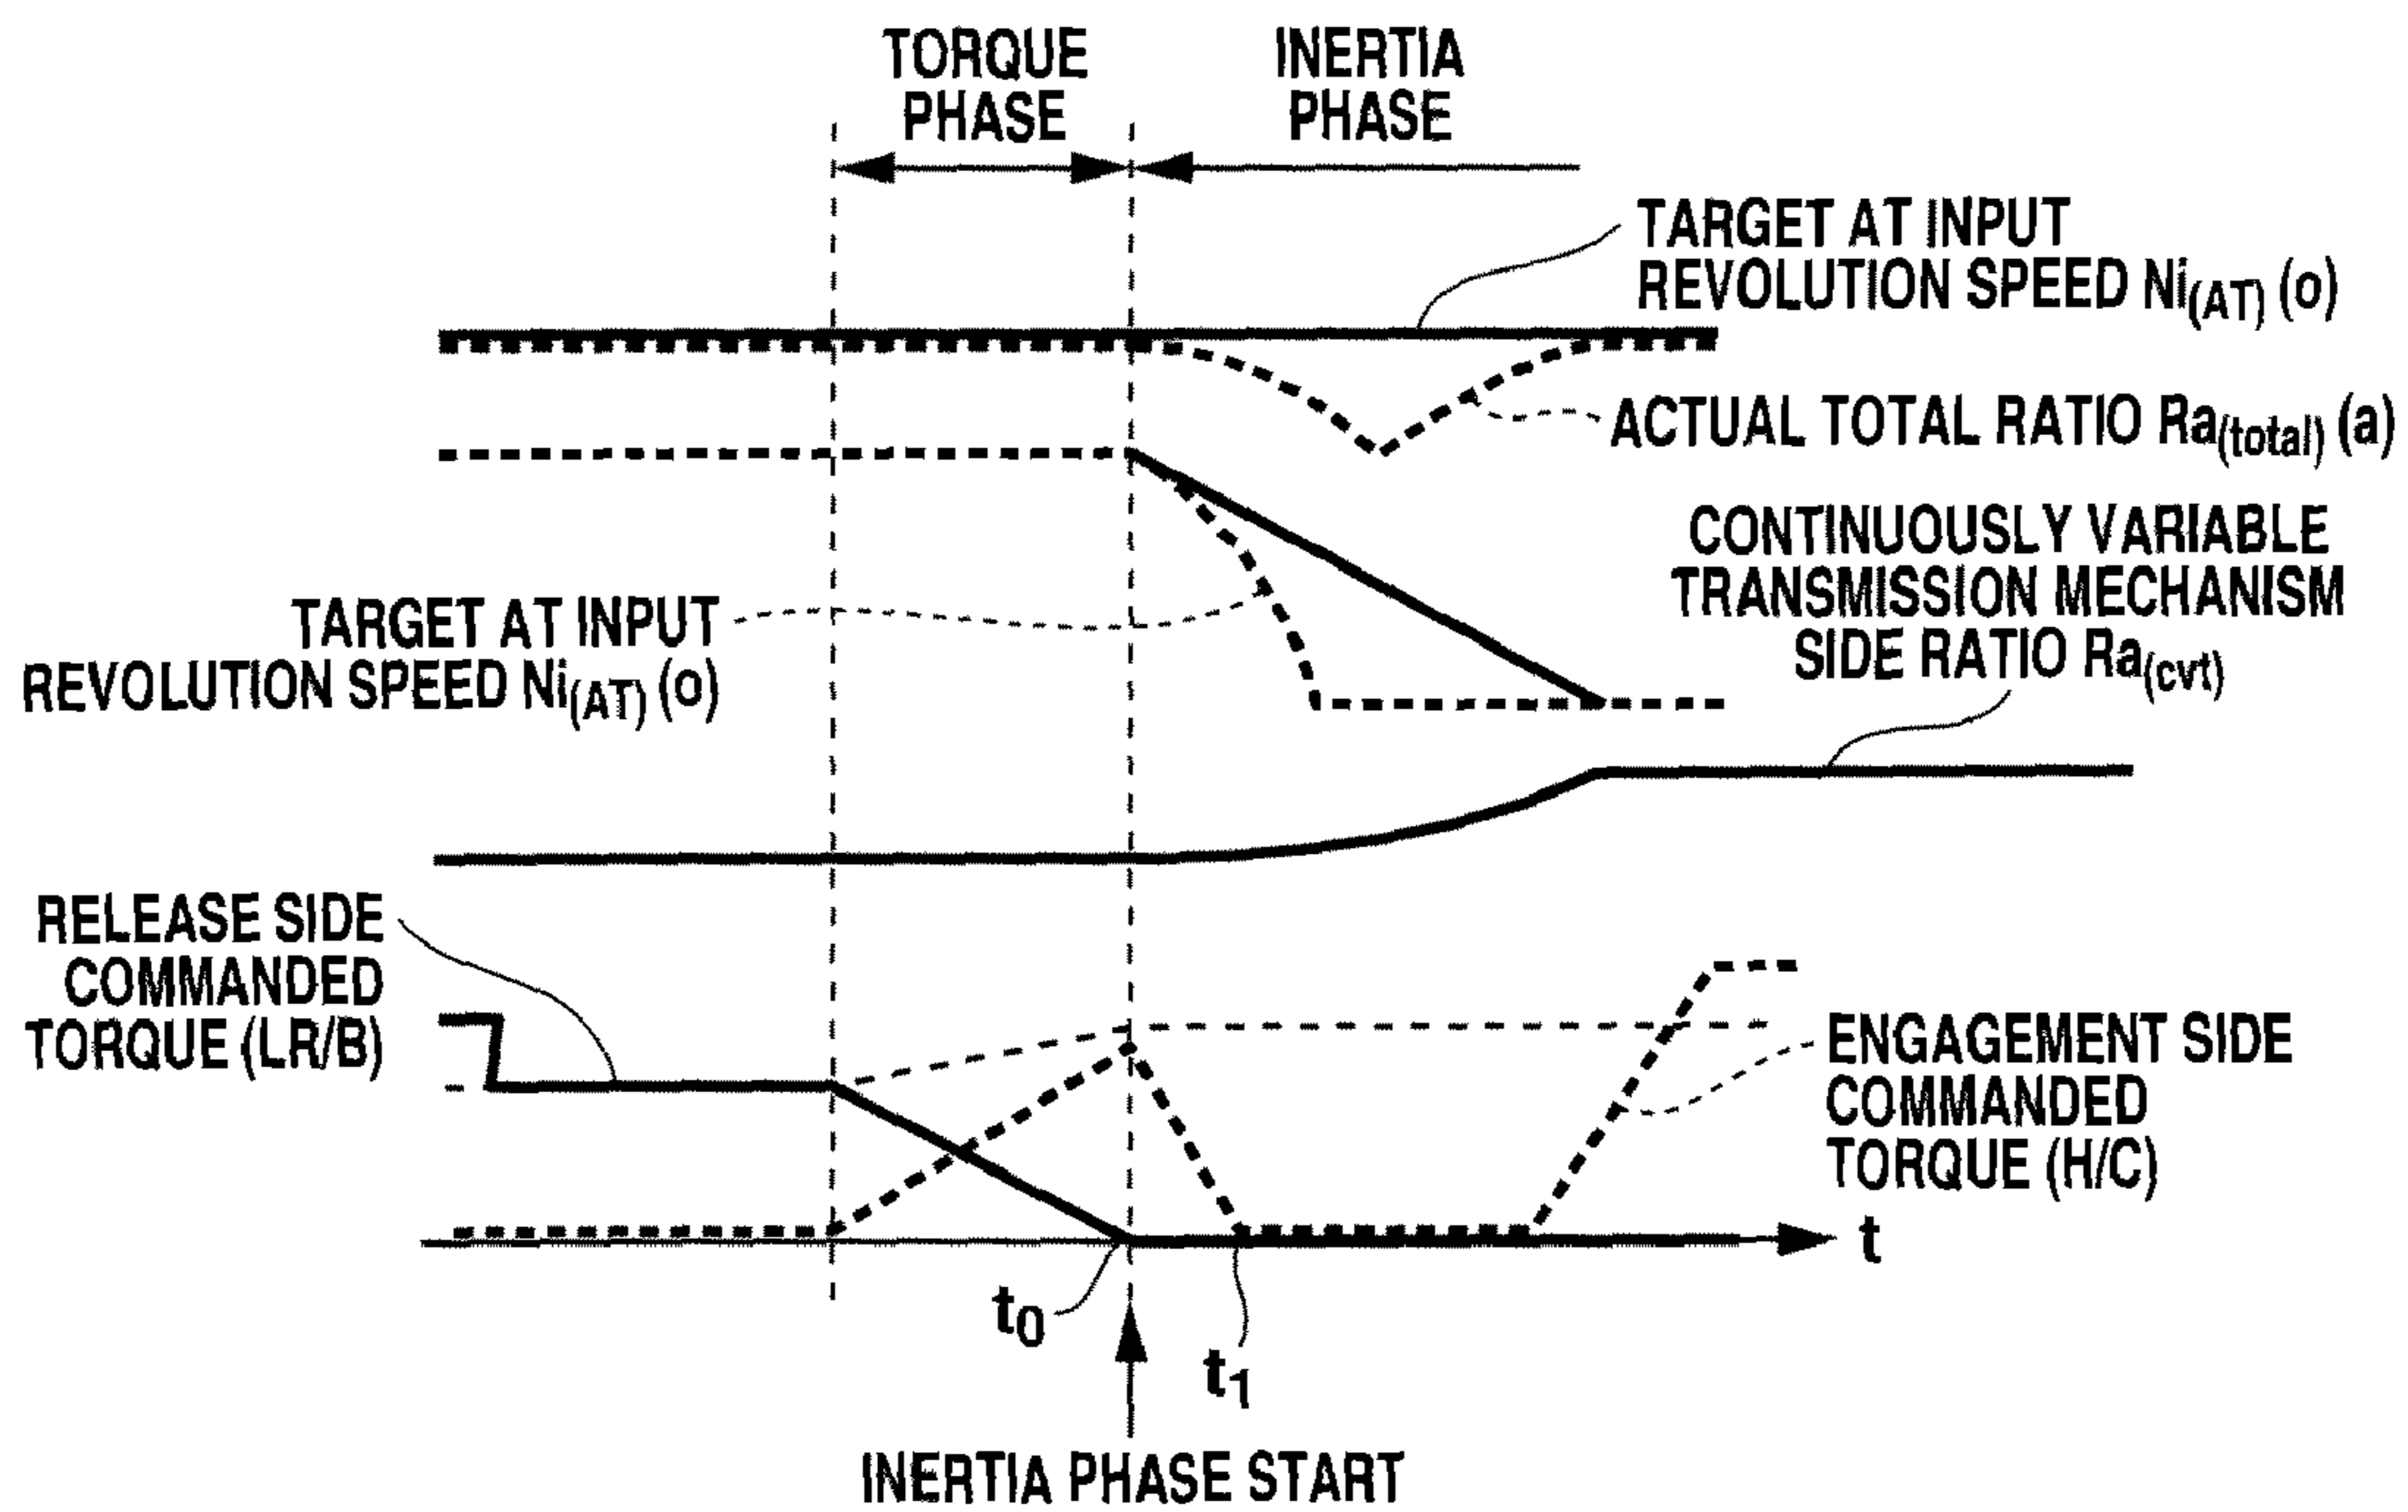 TORQUE
PHASE
INERTIA
PHASE
TARGET AT INPUT
REVOLUTION SPEED Ni(AT) (o)
ACTUAL TOTAL RATIO Ra(total) (a)
CONTINUOUSLY VARIABLE
TRANSMISSION MECHANISM
SIDE RATIO Ra(cvt)
TARGET AT INPUT
REVOLUTION SPEED Ni(AT) (o)
RELEASE SIDE
COMMANDED
TORQUE (LR/B)
ENGAGEMENT SIDE
COMMANDED
TORQUE (H/C)
t
t0
t1
INERTIA PHASE START